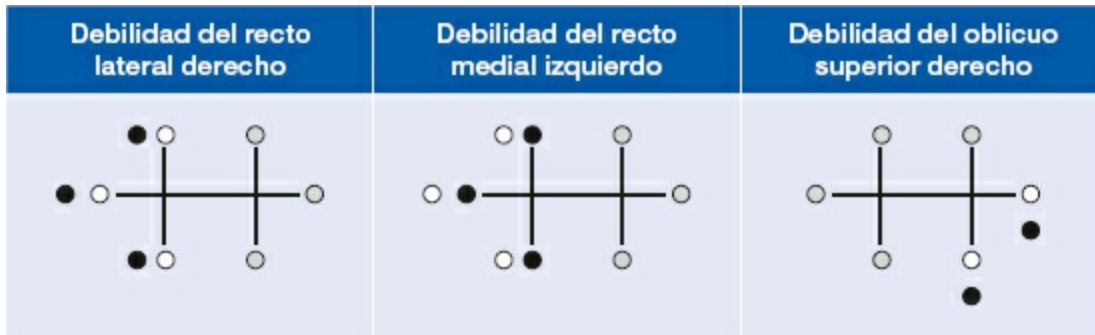 Debilidad del recto
lateral derecho
Debilidad del recto
medial izquierdo
Debilidad del oblicuo
superior derecho